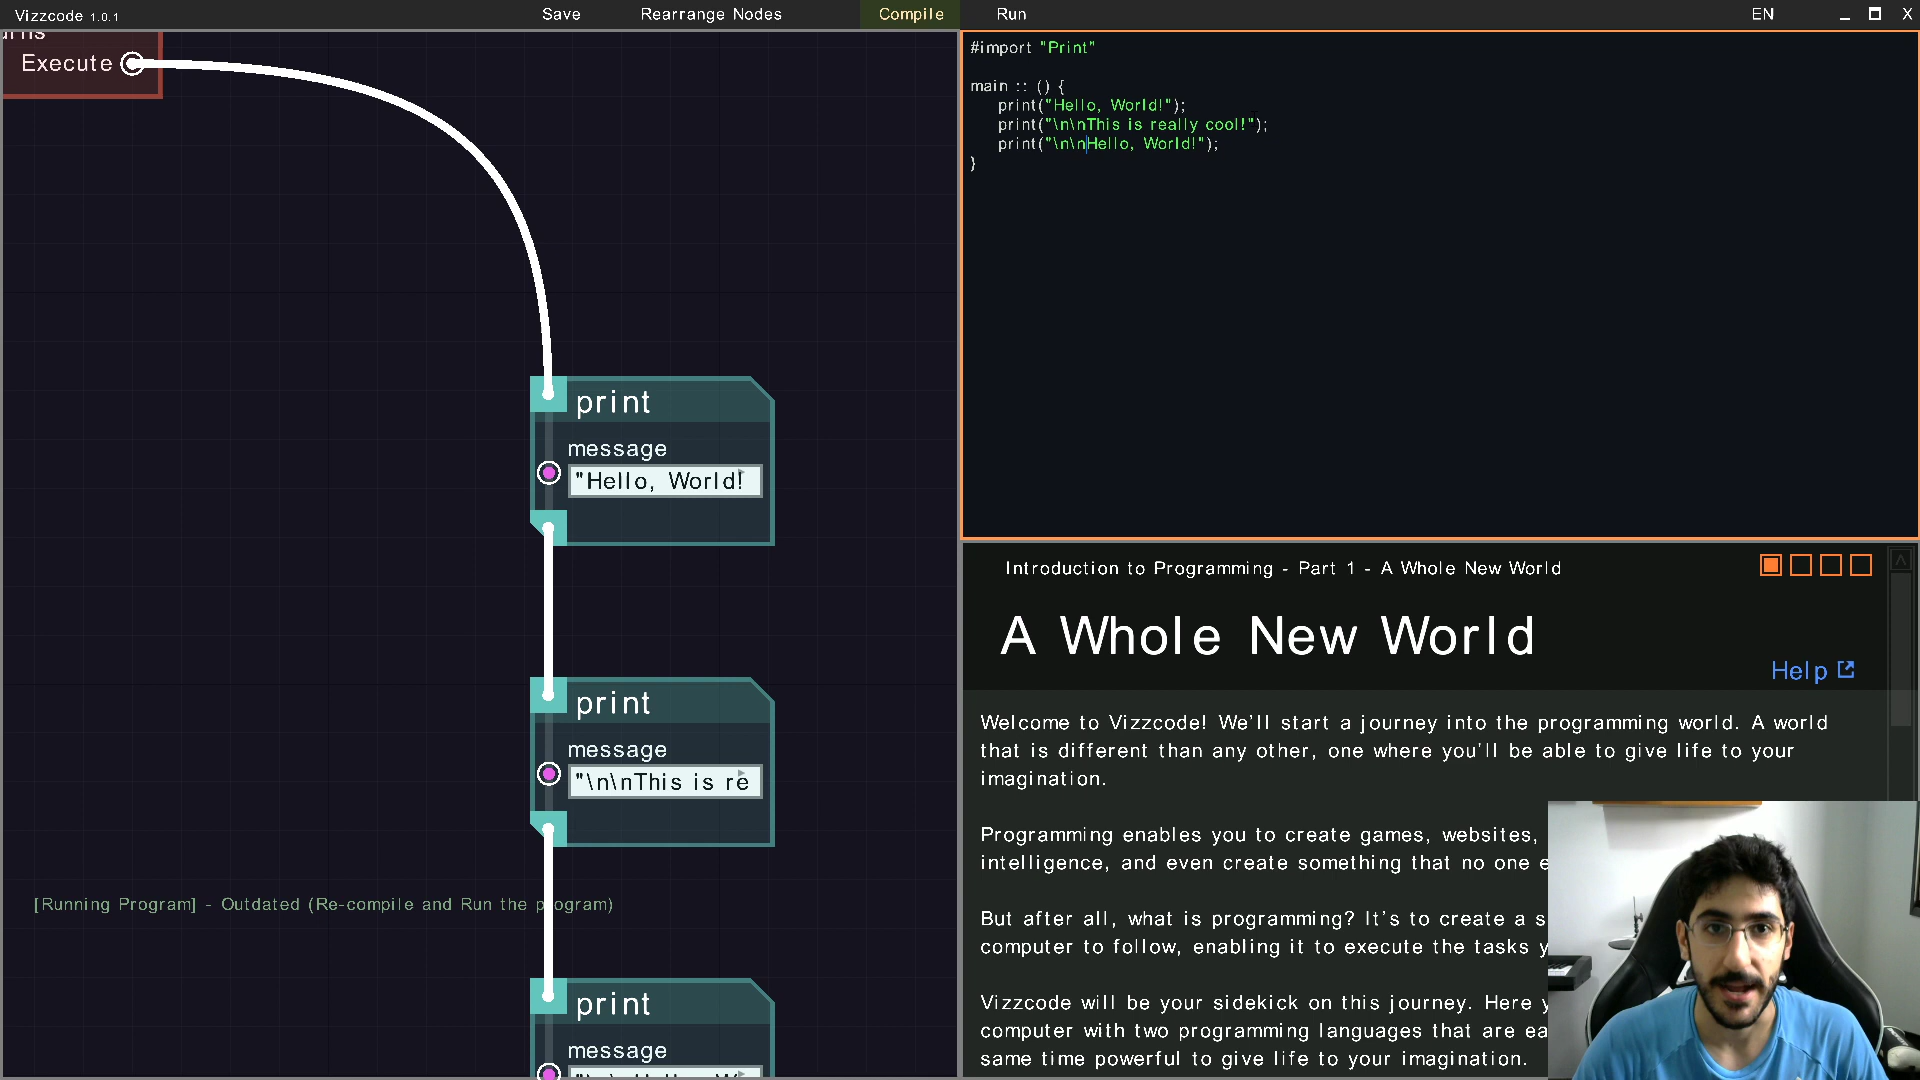 Vizzcode 1.0.1
Save
Rearrange Nodes
Compile
Run
EN
X
Execute
print
message
"Hello, World!
print
message
"\n\nThis is re
[Running Program] - Outdated (Re-compile and Run the program)
print
message
#import "Print"
main :: () {
print("Hello, World!");
print("\n\nThis is really cool!");
print("\n\nHello, World!");
}
Introduction to Programming - Part 1 - A Whole New World
A Whole New World
Help
Welcome to Vizzcode! We'll start a journey into the programming world. A world
that is different than any other, one where you'll be able to give life to your
imagination.
Programming enables you to create games, websites,
intelligence, and even create something that no one e
But after all, what is programming? It's to create a s
computer to follow, enabling it to execute the tasks y
Vizzcode will be your sidekick on this journey. Here y
computer with two programming languages that are ea
same time powerful to give life to your imagination.